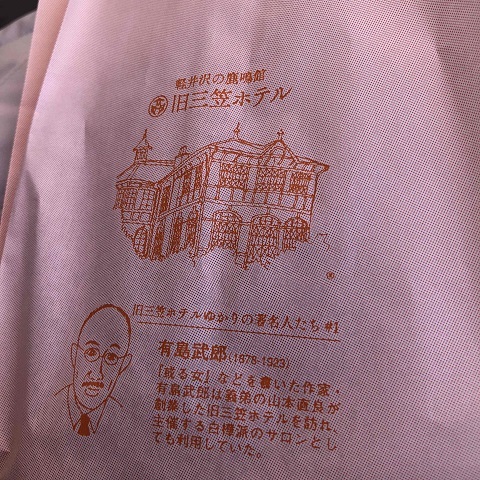 軽井沢の鹿鳴館
旧三笠ホテル
®
旧三笠ホテルゆかりの著名人たち #1
有島武郎(1878-1923)
「或る女」などを書いた作家・
有島武郎は義弟の山本直良が
創業した旧三笠ホテルを訪れ、
主催する白樺派のサロンとし
ても利用していた。